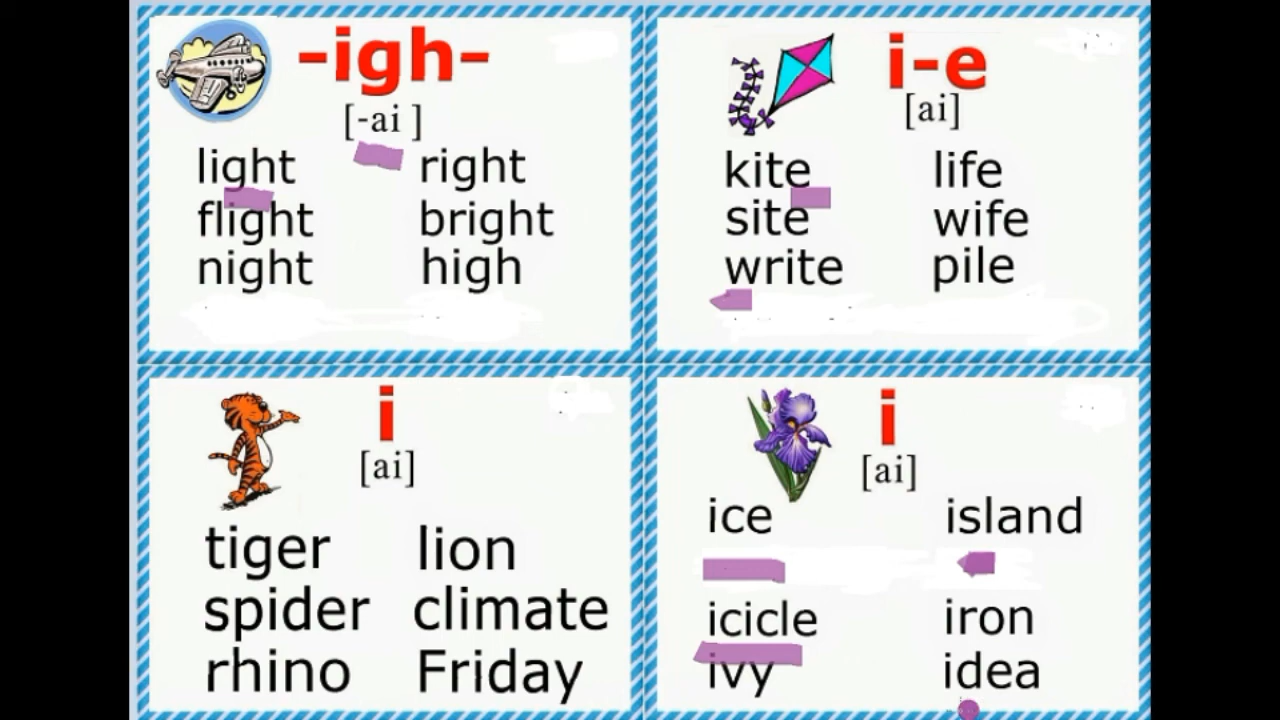 -igh-
[-ai ]
light right
flight bright
night high
i-e
[ai]
kite life
site wife
write pile
i
[ai]
tiger lion
spider climate
rhino Friday
i
[ai]
ice island
icicle iron
ivy idea